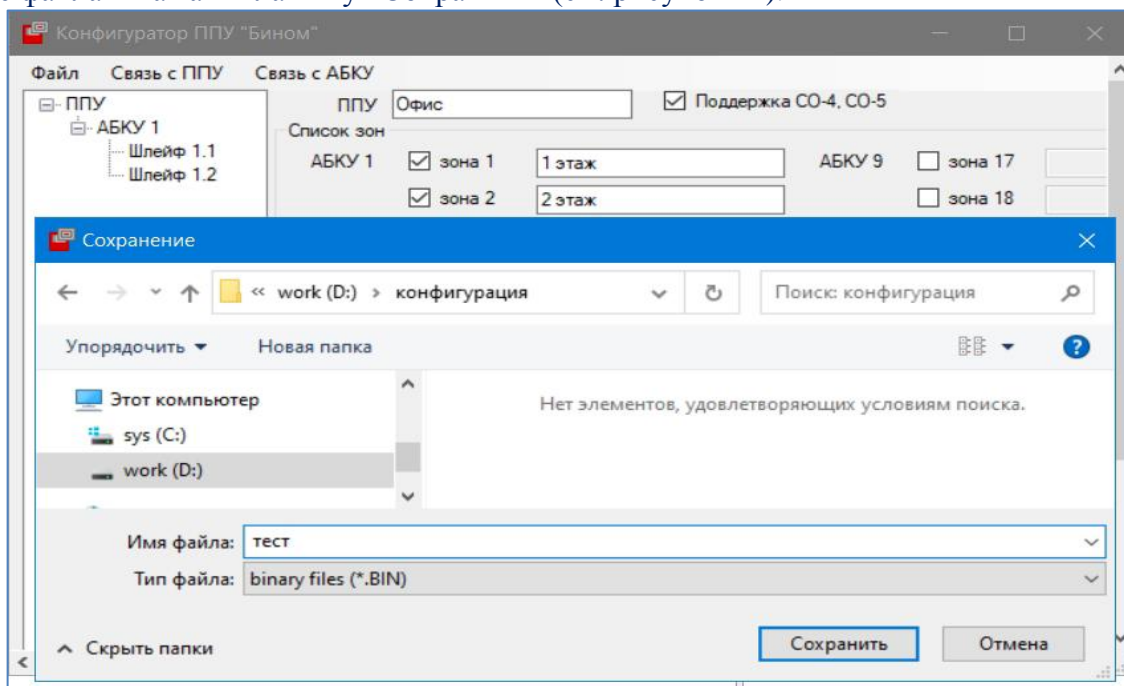 Конфигуратор ППУ "Бином"
Файл Связь с ППУ Связь с АБКУ
ППУ ППУ Офис Поддержка СО-4, СО-5
АБКУ 1 Список зон
Шлейф 1.1 АБКУ 1 зона 1 1 этаж АБКУ 9 зона 17
Шлейф 1.2 зона 2 2 этаж зона 18
Сохранение
« work (D:) › конфигурация Поиск: конфигурация
Упорядочить Новая папка
Этот компьютер Нет элементов, удовлетворяющих условиям поиска.
sys (C:)
work (D:)
Имя файла: тест
Тип файла: binary files (*.BIN)
Скрыть папки Сохранить Отмена